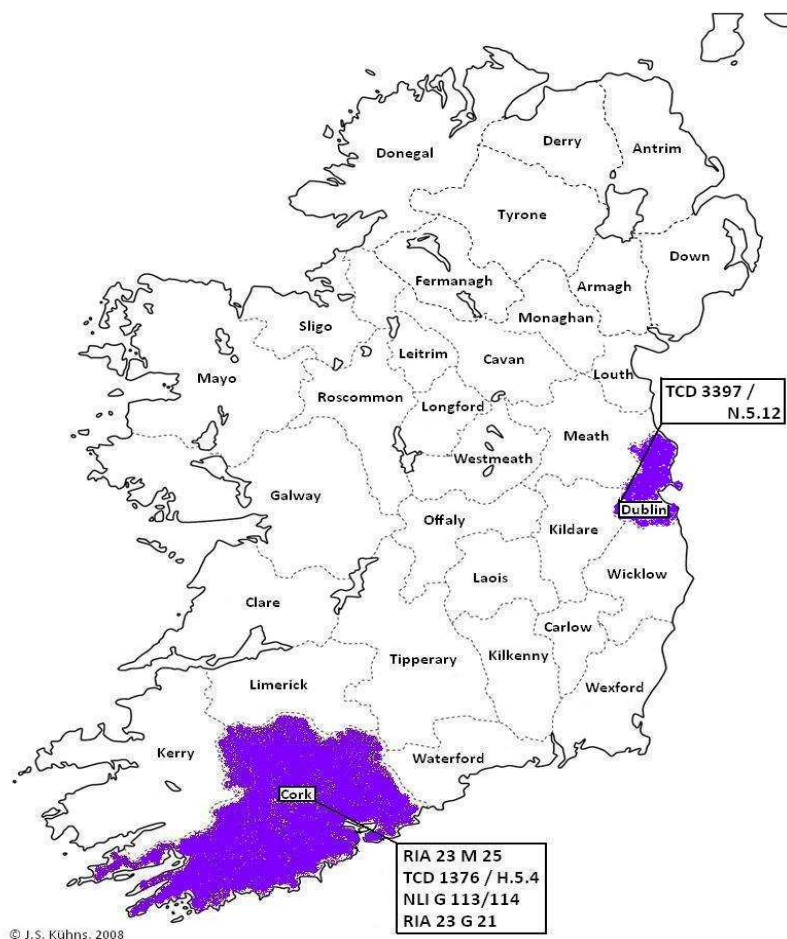 Derry
Antrim
Donegal
Tyrone
Down
Fermanagh
Armagh
Monaghan
Sligo
Leitrim
Cavan
Louth
Mayo
Roscommon
Longford
TCD 3397 /
N.5.12
Meath
Westmeath
Galway
Offaly
Dublin
Kildare
Laois
Wicklow
Clare
Carlow
Tipperary
Kilkenny
Limerick
Wexford
Kerry
Waterford
Cork
RIA 23 M 25
TCD 1376 / H.5.4
NLI G 113/114
RIA 23 G 21
© J.S. Kühns, 2008